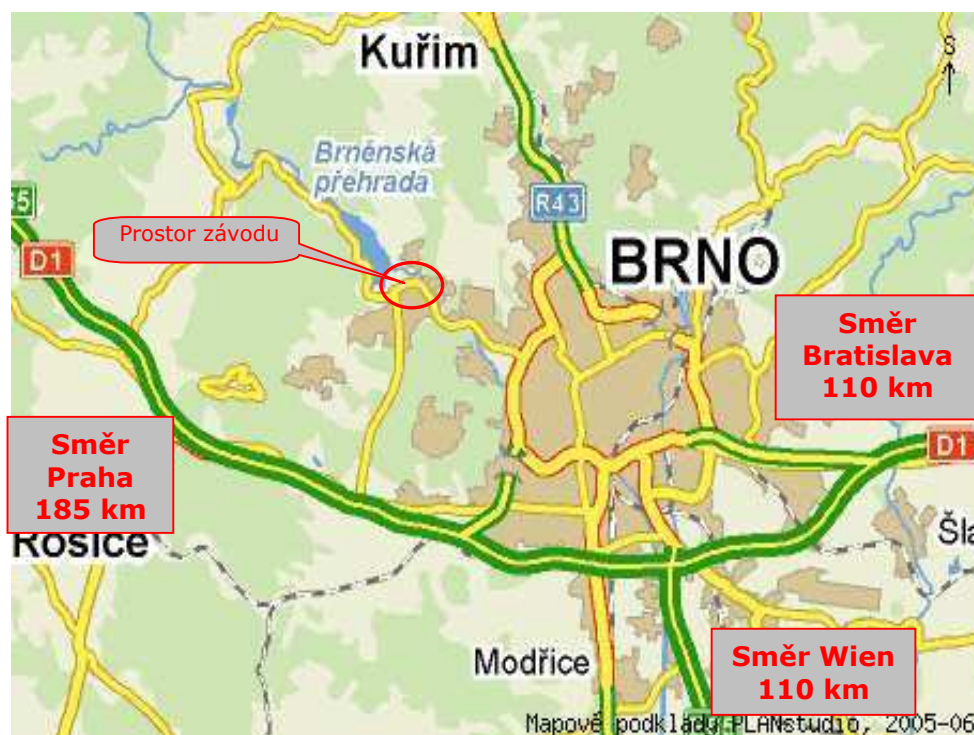 Kuřim
S
Brněnská
přehrada
R43
Prostor závodu
D1
BRNO
Směr
Bratislava
110 km
Směr
Praha
185 km
D1
Rosice
Modřice
Směr Wien
110 km
Mapové podklady PLANstudio, 2005-06